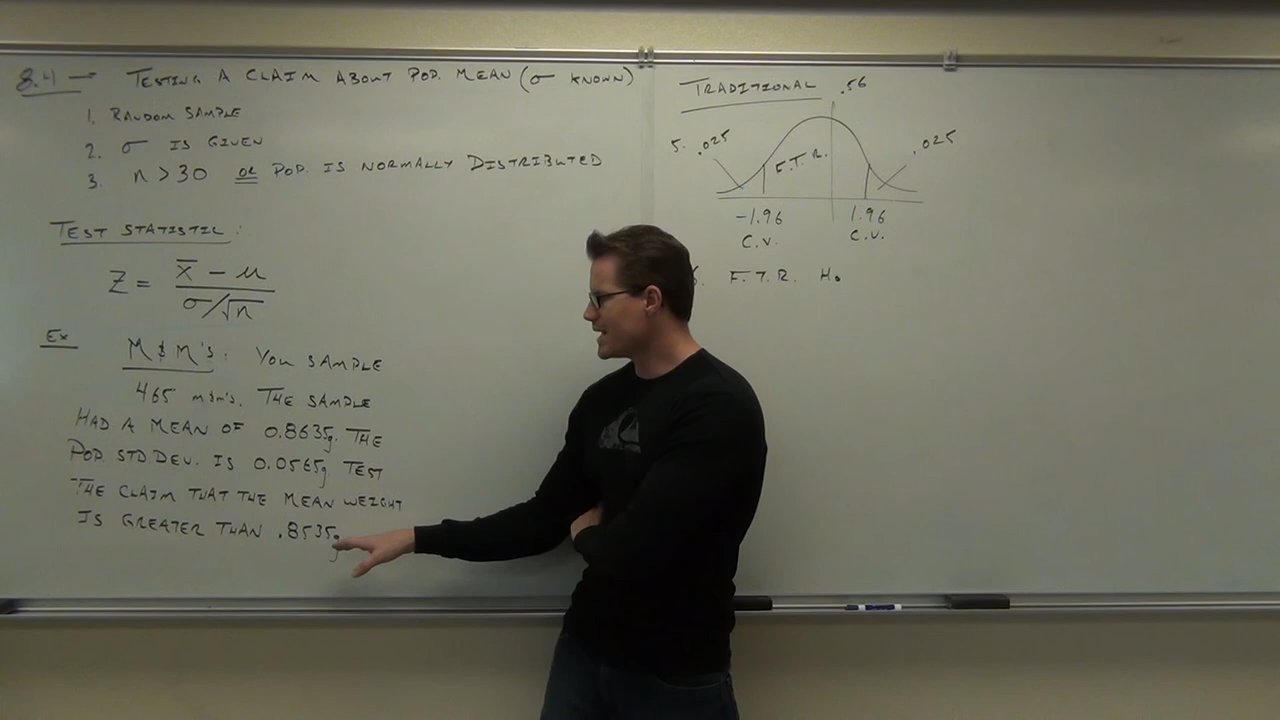 8.4 → TESTING A CLAIM ABOUT POP. MEAN (σ KNOWN)
1. RANDOM SAMPLE
2. σ IS GIVEN
3. n > 30 OR POP. IS NORMALLY DISTRIBUTED
TEST STATISTIC:
Z = (x̄ - μ) / (σ/√n)
EX
M&M'S: YOU SAMPLE
465 M&M'S. THE SAMPLE
HAD A MEAN OF 0.8635g. THE
POP STD DEV. IS 0.0565g TEST
THE CLAIM THAT THE MEAN WEIGHT
IS GREATER THAN .8535g
TRADITIONAL
.56
5. .025
.025
F.T.R.
-1.96
1.96
C.V.
C.V.
F.T.R. H₀